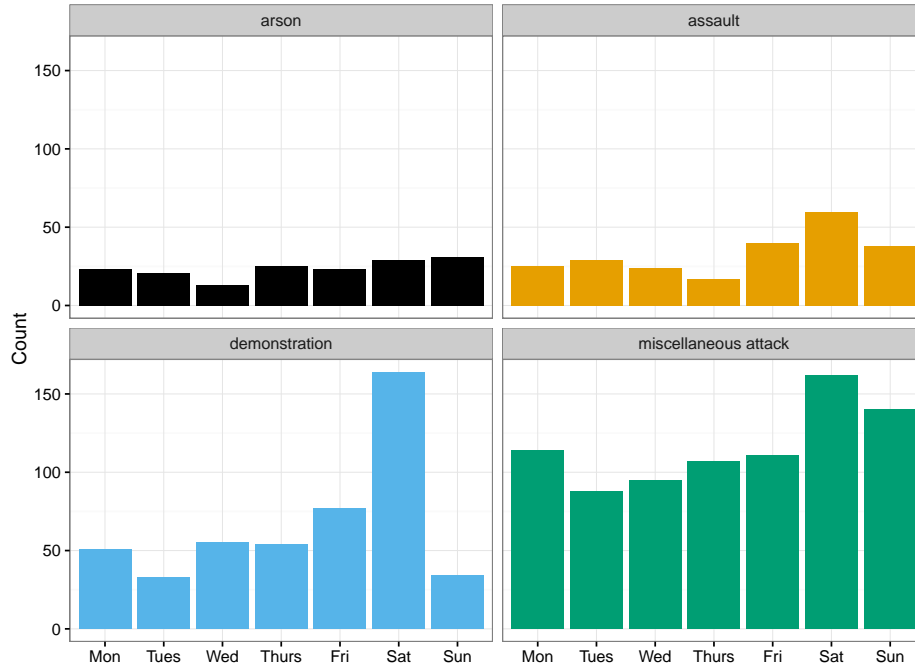 arson
assault
150
100
50
0
Count
demonstration
miscellaneous attack
150
100
50
0
Mon Tues Wed Thurs Fri Sat Sun
Mon Tues Wed Thurs Fri Sat Sun